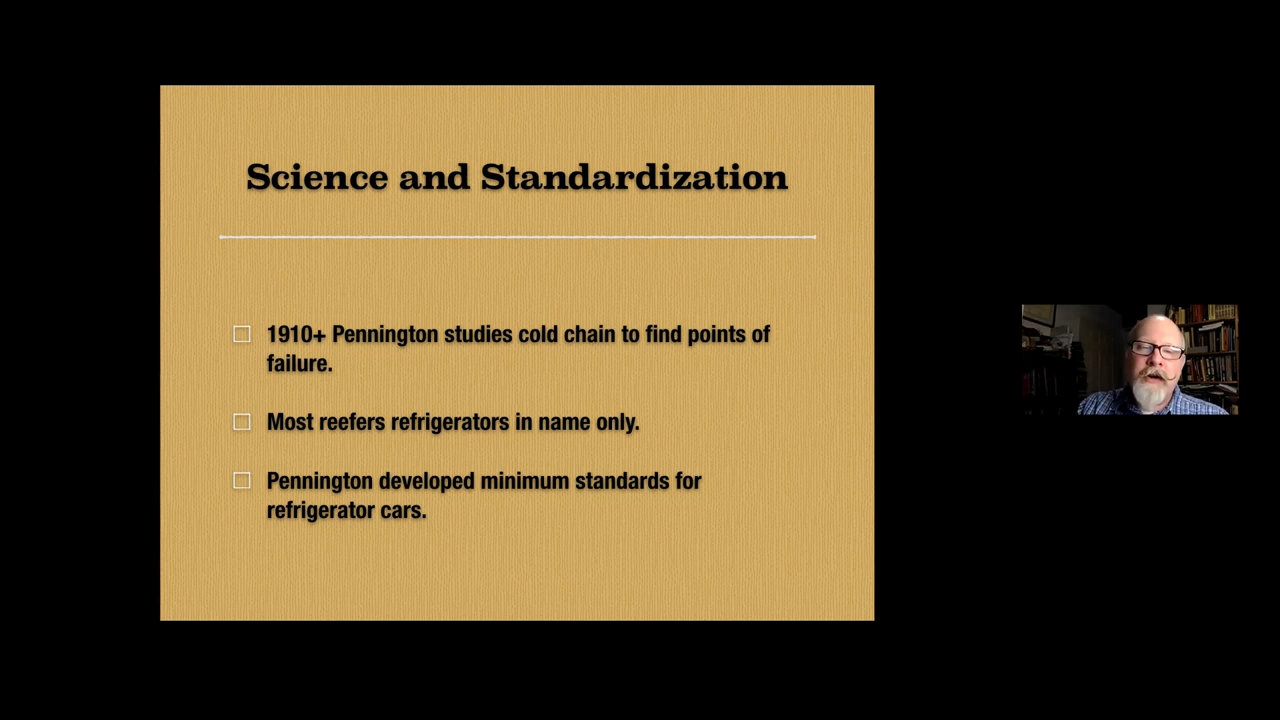 Science and Standardization
1910+ Pennington studies cold chain to find points of
failure.
Most reefers refrigerators in name only.
Pennington developed minimum standards for
refrigerator cars.